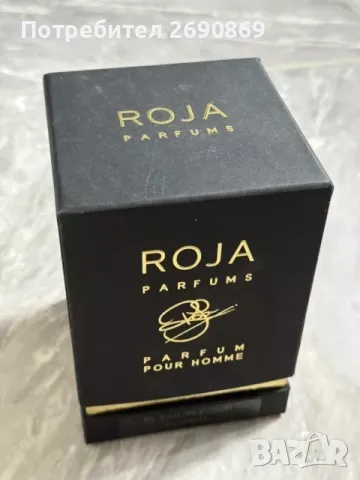 Потребител 2690869
ROJA
PARFUMS
ROJA
PARFUMS
PARFUM
POUR HOMME
BAZAR